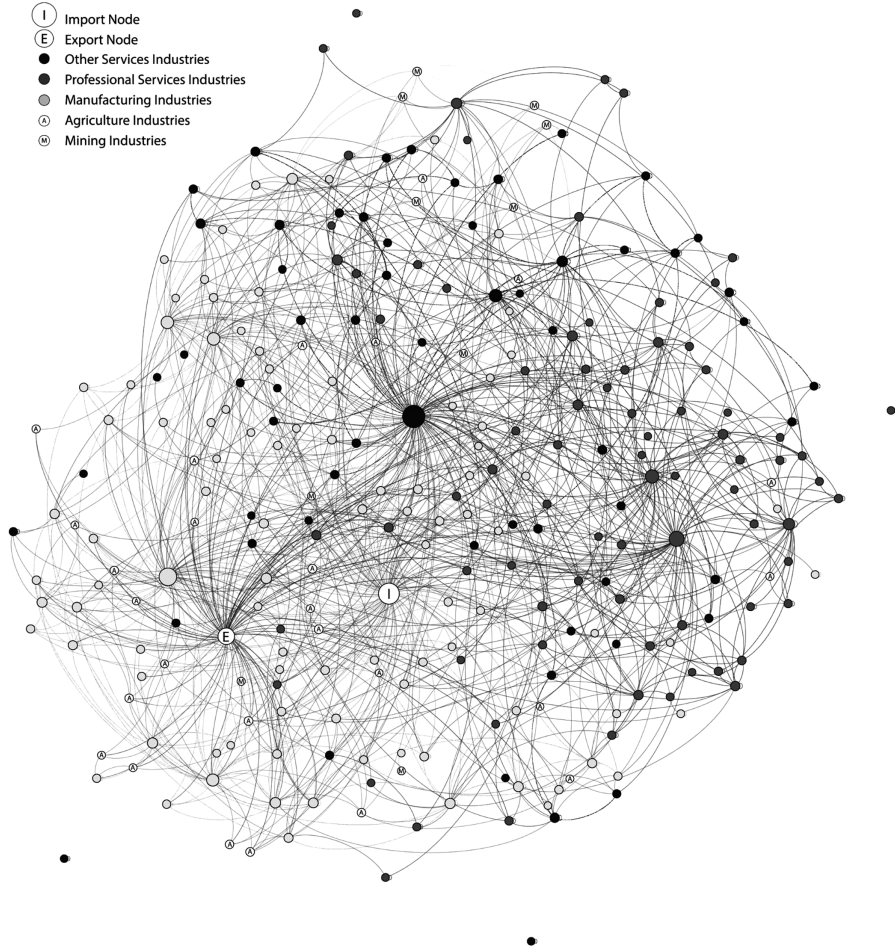 I Import Node
E Export Node
Other Services Industries
Professional Services Industries
Manufacturing Industries
A Agriculture Industries
M Mining Industries
M
M
M
M
A
M
M
A
A
A
M
A
A
A
M
A
A
A
A
A
I
A
A
A
E
A
A
M
A
A
A
A
A
M
A
A
A
A